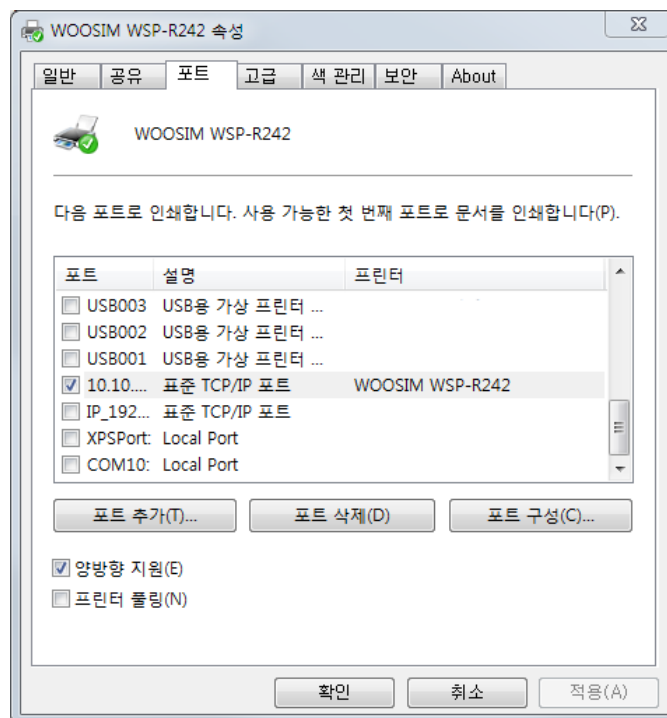 WOOSIM WSP-R242 속성
일반 공유 포트 고급 색 관리 보안 About
WOOSIM WSP-R242
다음 포트로 인쇄합니다. 사용 가능한 첫 번째 포트로 문서를 인쇄합니다(P).
포트 설명 프린터
USB003 USB용 가상 프린터 ...
USB002 USB용 가상 프린터 ...
USB001 USB용 가상 프린터 ...
10.10.... 표준 TCP/IP 포트 WOOSIM WSP-R242
IP_192... 표준 TCP/IP 포트
XPSPort: Local Port
COM10: Local Port
포트 추가(T)... 포트 삭제(D) 포트 구성(C)...
양방향 지원(E)
프린터 풀링(N)
확인 취소 적용(A)